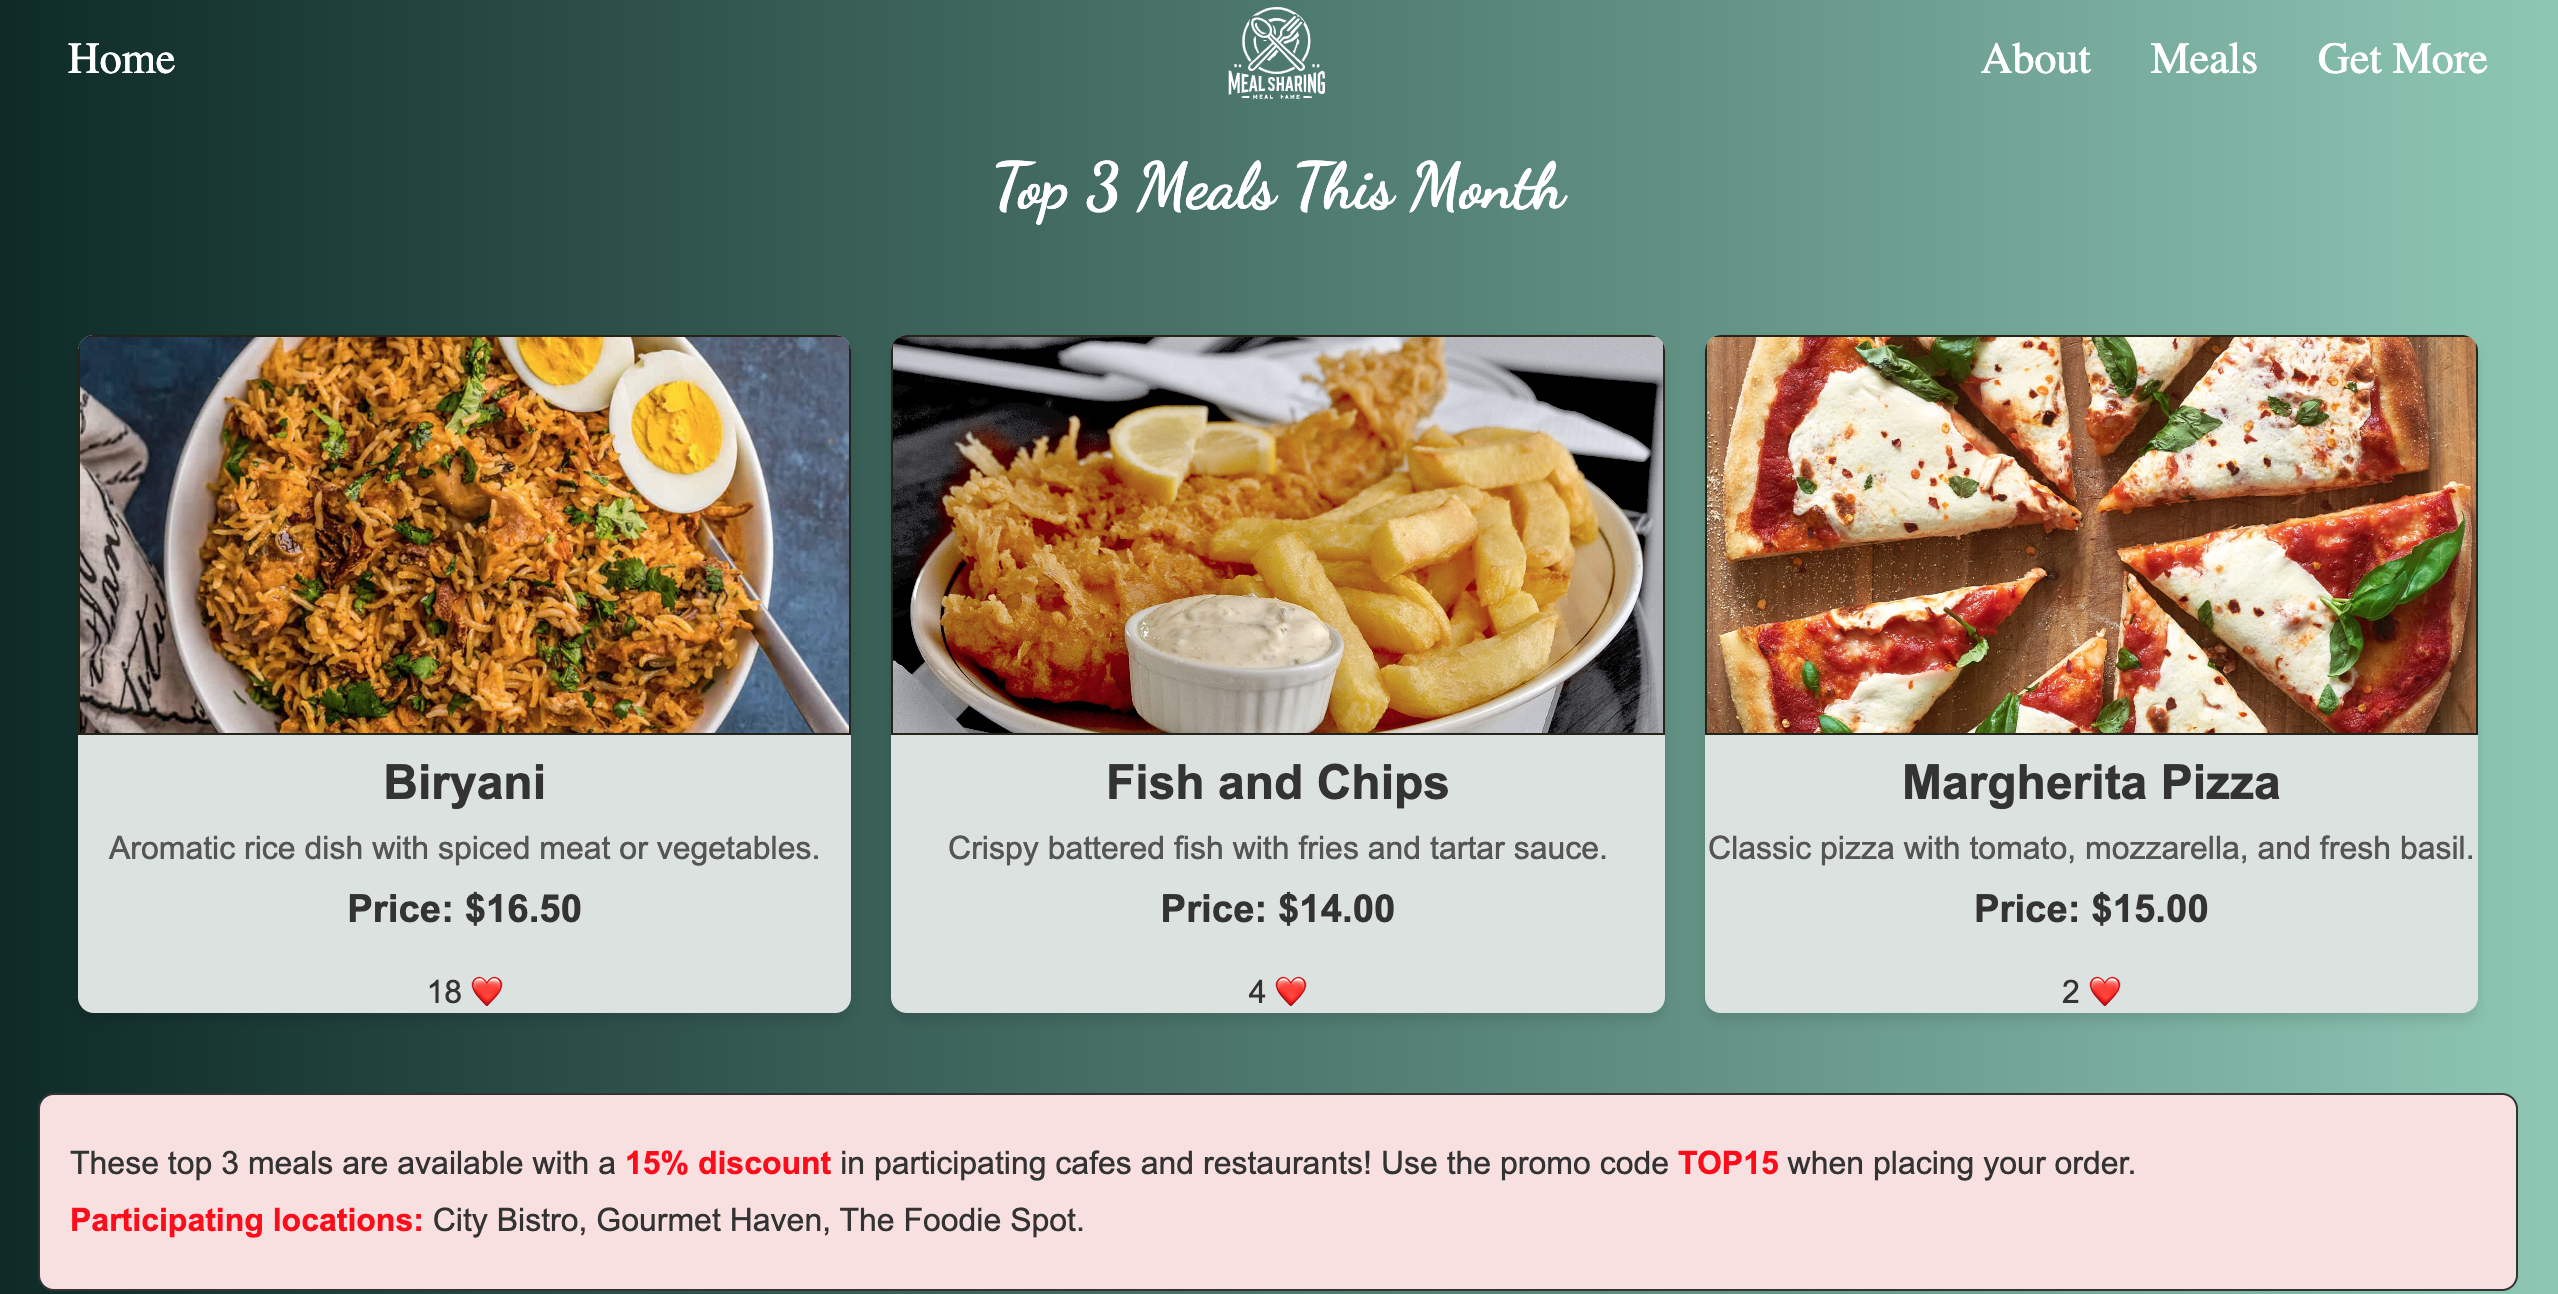 Home
MEAL SHARING
About
Meals
Get More
Top 3 Meals This Month
Biryani
Aromatic rice dish with spiced meat or vegetables.
Price: $16.50
18 ❤️
Fish and Chips
Crispy battered fish with fries and tartar sauce.
Price: $14.00
4 ❤️
Margherita Pizza
Classic pizza with tomato, mozzarella, and fresh basil.
Price: $15.00
2 ❤️
These top 3 meals are available with a 15% discount in participating cafes and restaurants! Use the promo code TOP15 when placing your order.
Participating locations: City Bistro, Gourmet Haven, The Foodie Spot.